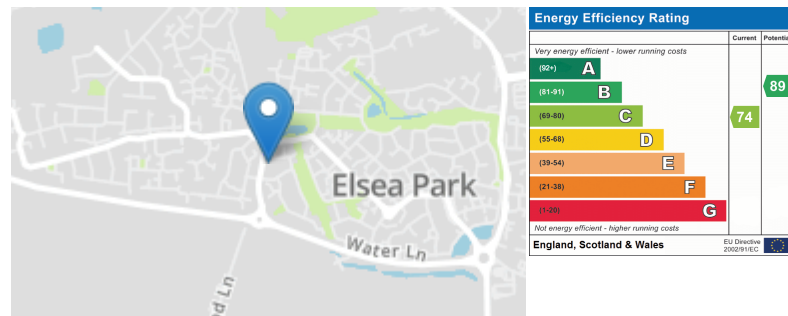 Elsea Park
Water Ln
d Ln
Energy Efficiency Rating
Current Potentia
Very energy efficient - lower running costs
(92+) A
(81-91) B
(69-80) C
(55-68) D
(39-54) E
(21-38) F
(1-20) G
89
74
Not energy efficient - higher running costs
England, Scotland & Wales
EU Directive
2002/91/EC